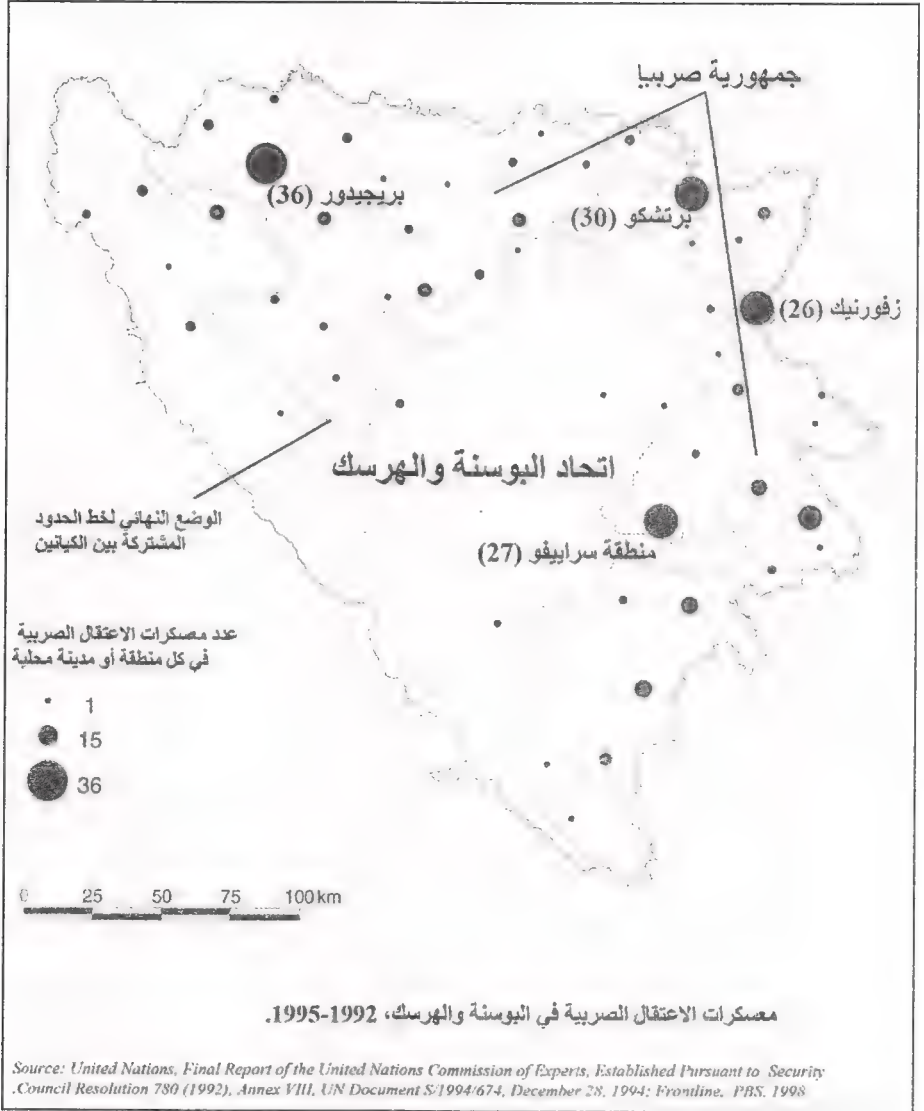 جمهورية صربيا
بريجيدور (36)
برتشكو (30)
زفورنيك (26)
اتحاد البوسنة والهرسك
الوضع النهائي لخط الحدود
المشتركة بين الكيانين
منطقة سراييفو (27)
عدد معسكرات الاعتقال الصربية
في كل منطقة أو مدينة محلية
1
15
36
0 25 50 75 100 km
معسكرات الاعتقال الصربية في البوسنة والهرسك، 1992-1995.
Source: United Nations, Final Report of the United Nations Commission of Experts, Established Pursuant to Security
.Council Resolution 780 (1992), Annex VIII, UN Document S/1994/674, December 28, 1994; Frontline, PBS, 1998